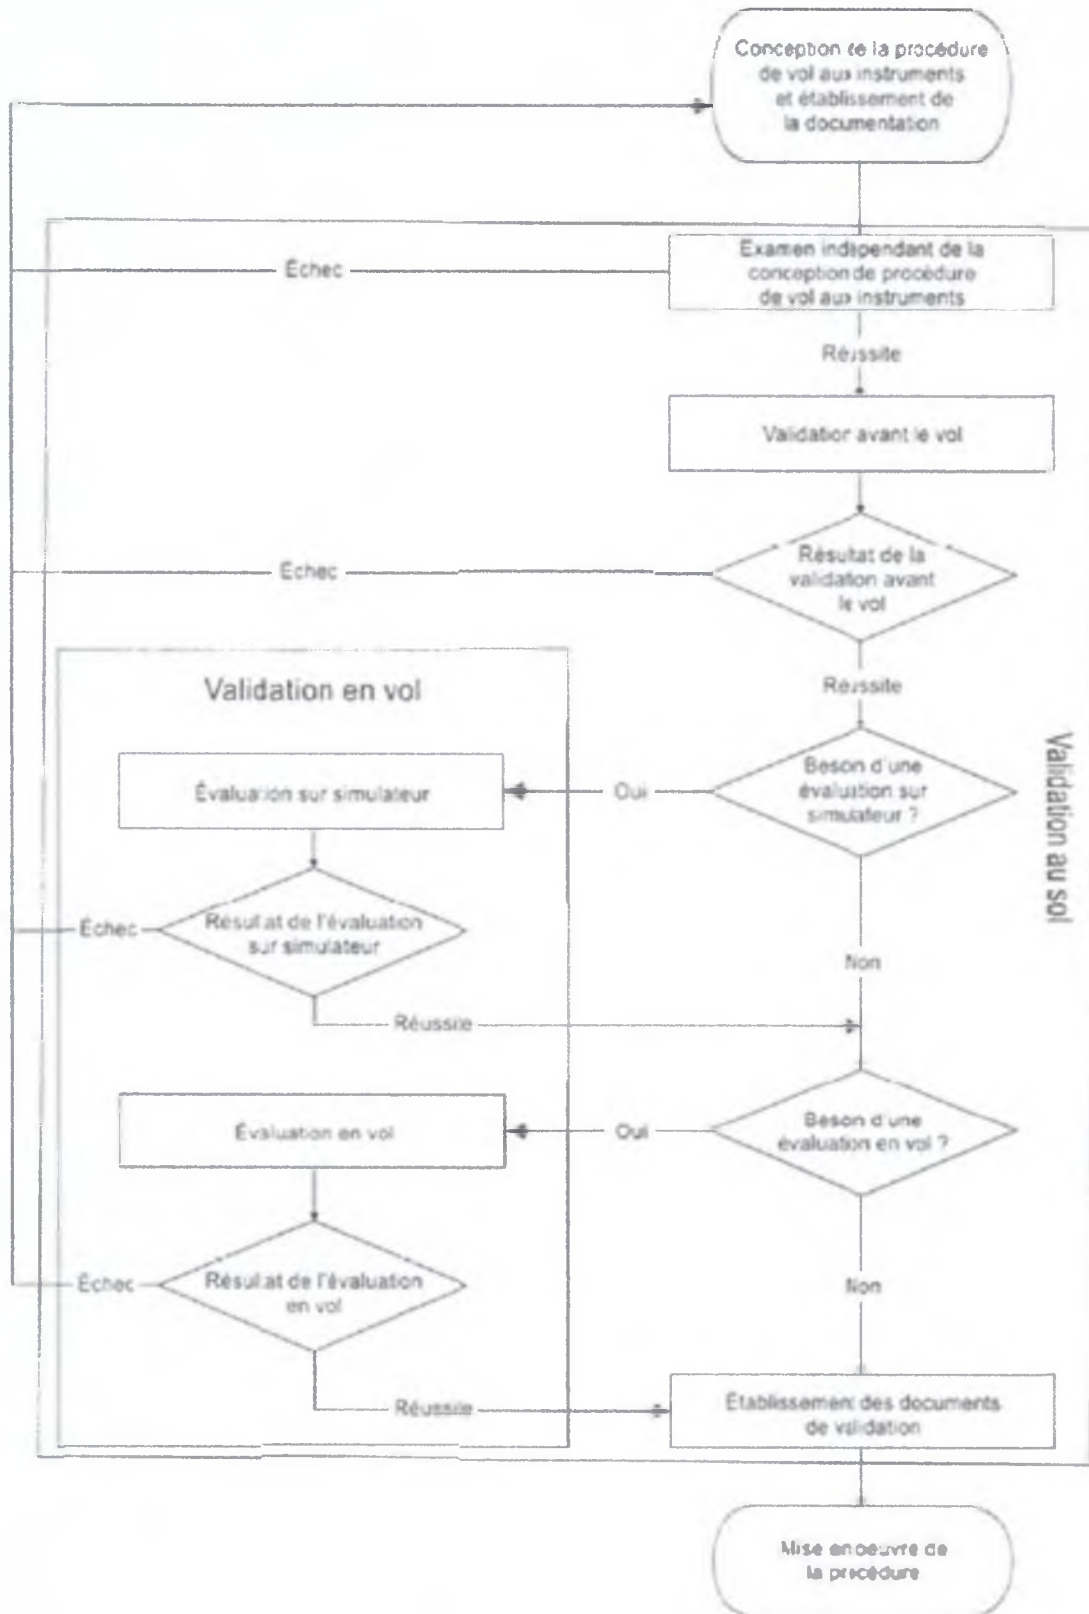 Conception de la procédure
de vol aux instruments
et établissement de
la documentation
Échec
Examen indépendant de la
conception de procédure
de vol aux instruments
Réussite
Validation avant le vol
Échec
Résultat de la
validation avant
le vol
Réussite
Validation en vol
Validation au sol
Évaluation sur simulateur
Oui
Besoin d'une
évaluation sur
simulateur ?
Échec
Résultat de l'évaluation
sur simulateur
Non
Réussite
Évaluation en vol
Oui
Besoin d'une
évaluation en vol ?
Échec
Résultat de l'évaluation
en vol
Non
Réussite
Établissement des documents
de validation
Mise en oeuvre de
la procédure